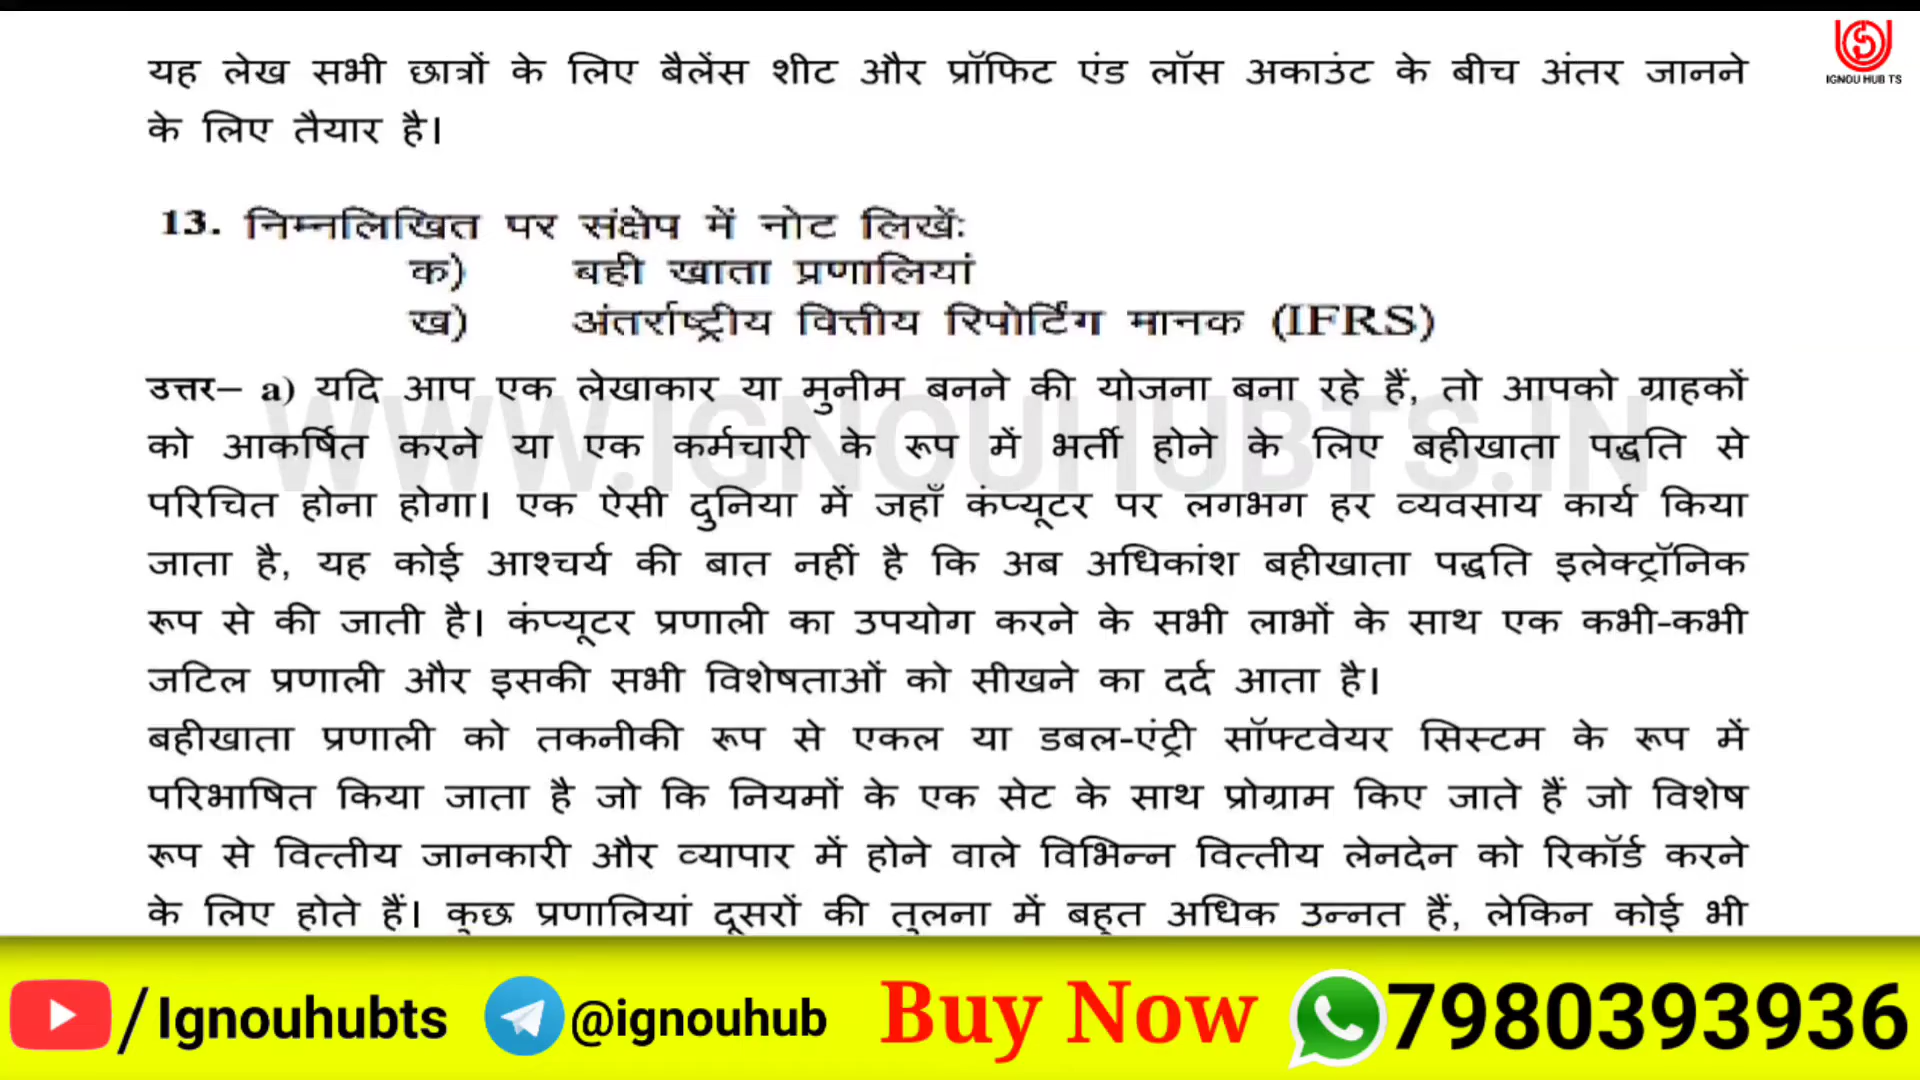 यह लेख सभी छात्रों के लिए बैलेंस शीट और प्रॉफिट एंड लॉस अकाउंट के बीच अंतर जानने
के लिए तैयार है।
IGNOU HUB TS
13. निम्नलिखित पर संक्षेप में नोट लिखें:
क) बही खाता प्रणालियां
ख) अंतर्राष्ट्रीय वित्तीय रिपोर्टिंग मानक (IFRS)
उत्तर– a) यदि आप एक लेखाकार या मुनीम बनने की योजना बना रहे हैं, तो आपको ग्राहकों
को आकर्षित करने या एक कर्मचारी के रूप में भर्ती होने के लिए बहीखाता पद्धति से
WWW.IGNOUHUBTS.IN
परिचित होना होगा। एक ऐसी दुनिया में जहाँ कंप्यूटर पर लगभग हर व्यवसाय कार्य किया
जाता है, यह कोई आश्चर्य की बात नहीं है कि अब अधिकांश बहीखाता पद्धति इलेक्ट्रॉनिक
रूप से की जाती है। कंप्यूटर प्रणाली का उपयोग करने के सभी लाभों के साथ एक कभी-कभी
जटिल प्रणाली और इसकी सभी विशेषताओं को सीखने का दर्द आता है।
बहीखाता प्रणाली को तकनीकी रूप से एकल या डबल-एंट्री सॉफ्टवेयर सिस्टम के रूप में
परिभाषित किया जाता है जो कि नियमों के एक सेट के साथ प्रोग्राम किए जाते हैं जो विशेष
रूप से वित्तीय जानकारी और व्यापार में होने वाले विभिन्न वित्तीय लेनदेन को रिकॉर्ड करने
के लिए होते हैं। कुछ प्रणालियां दूसरों की तुलना में बहुत अधिक उन्नत हैं, लेकिन कोई भी
/Ignouhubts @ignouhub Buy Now 7980393936